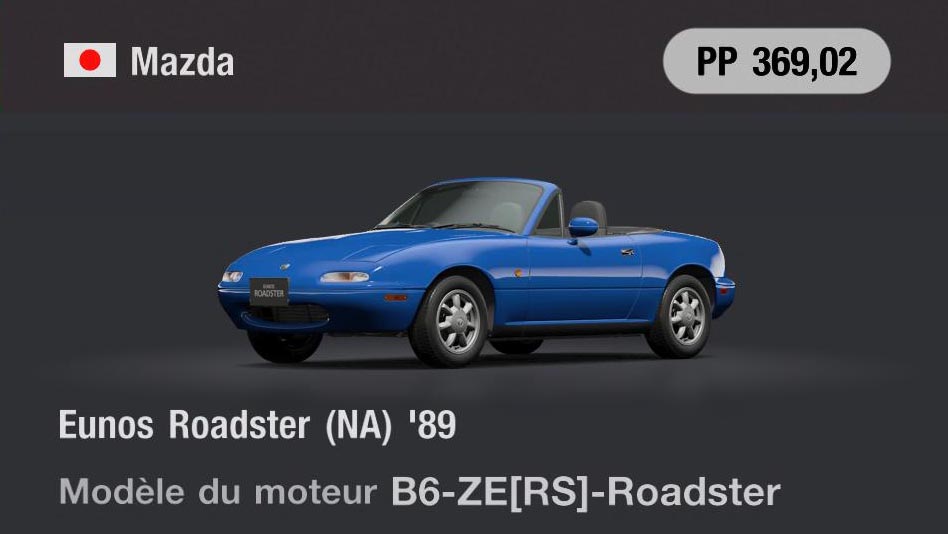 Mazda
PP 369,02
EUNOS
ROADSTER
Eunos Roadster (NA) '89
Modèle du moteur B6-ZE[RS]-Roadster